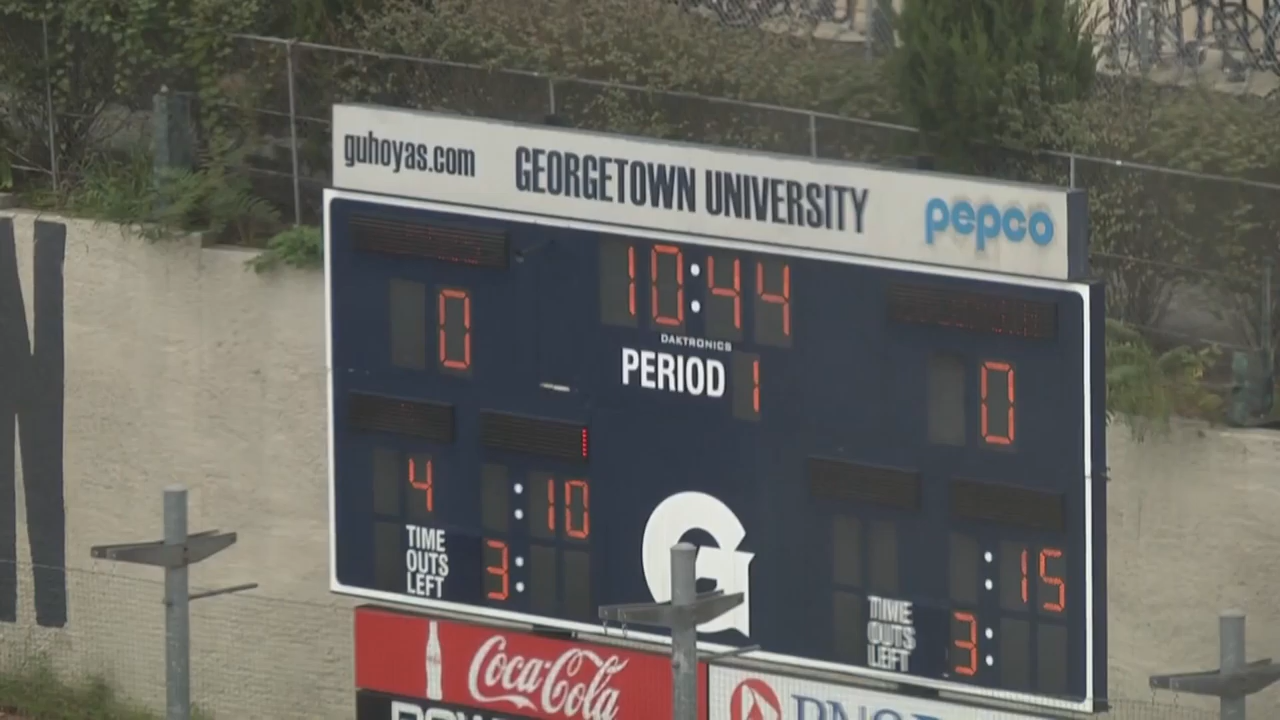 guhoyas.com GEORGETOWN UNIVERSITY pepco
10:44
DAKTRONICS
0 PERIOD 1 0
4 :10 :15
TIME OUTS LEFT 3: TIME OUTS LEFT 3:
G
Coca-Cola